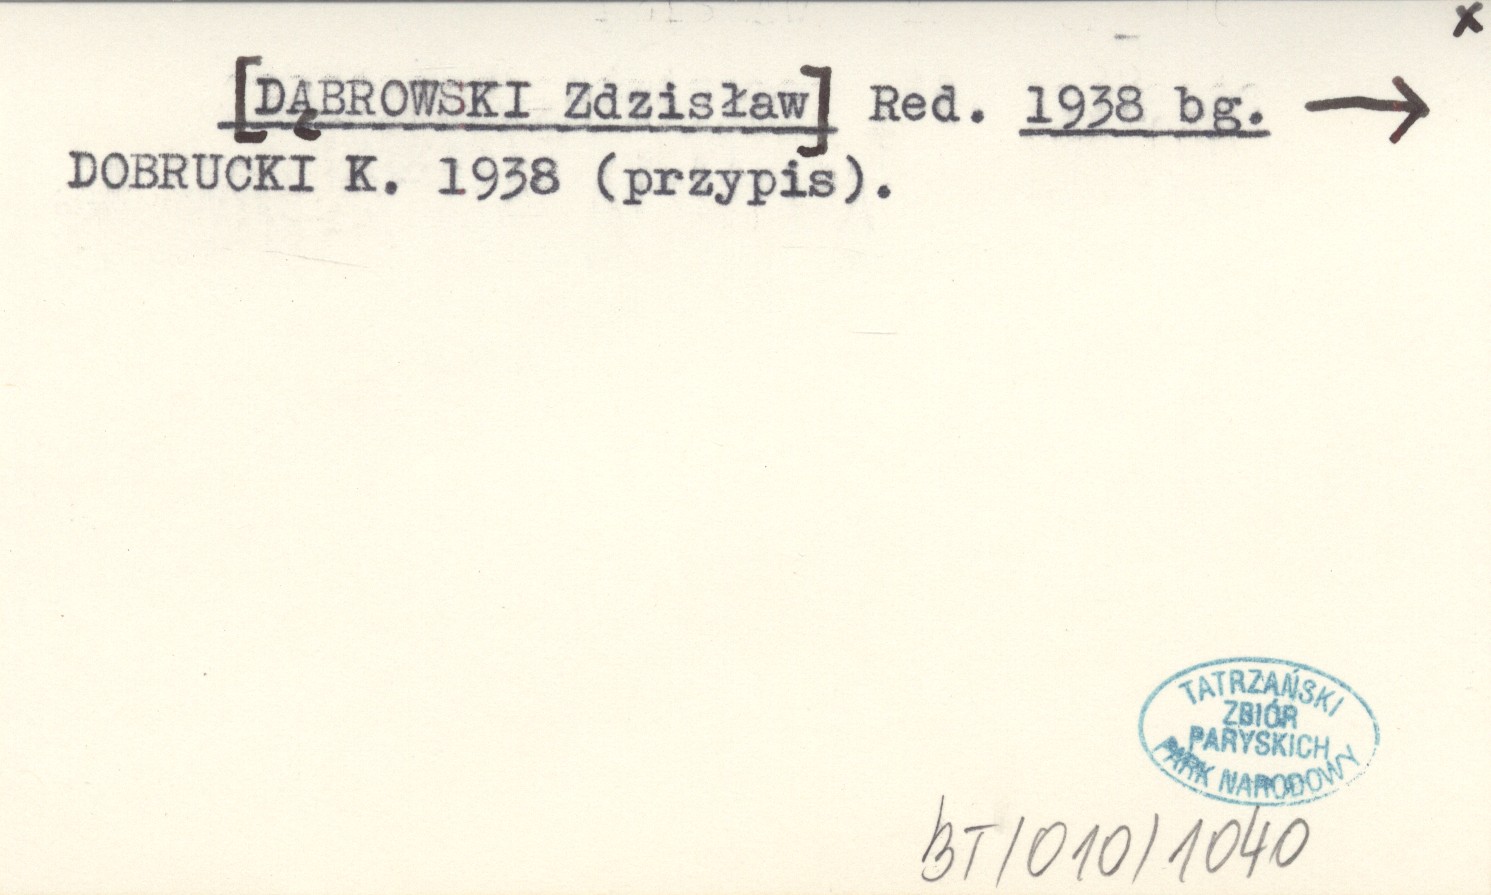 x
[DĄBROWSKI Zdzisław] Red. 1938 bg. →
DOBRUCKI K. 1938 (przypis).
TATRZAŃSKI
ZBIÓR
PARYSKICH
PARK NARODOWY
BT/010/1040